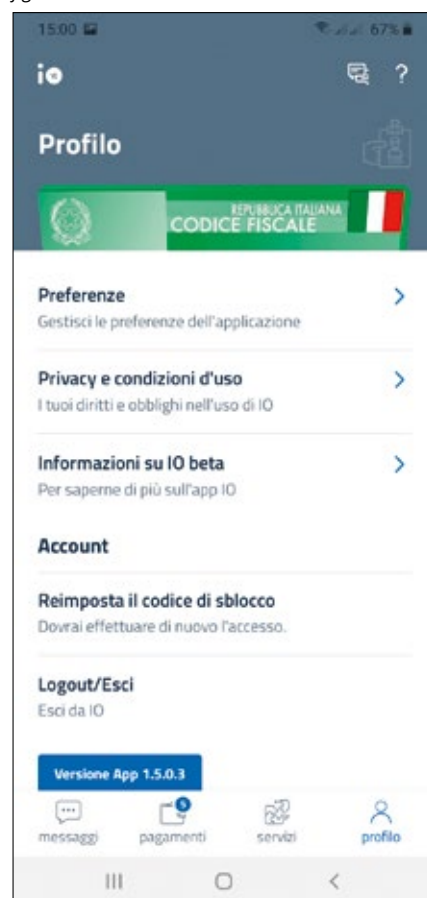 15:00 67%
io ?
Profilo
REPUBBLICA ITALIANA
CODICE FISCALE
Preferenze
Gestisci le preferenze dell'applicazione
Privacy e condizioni d'uso
I tuoi diritti e obblighi nell'uso di IO
Informazioni su IO beta
Per saperne di più sull'app IO
Account
Reimposta il codice di sblocco
Dovrai effettuare di nuovo l'accesso.
Logout/Esci
Esci da IO
Versione App 1.5.0.3
5
messaggi pagamenti servizi profilo